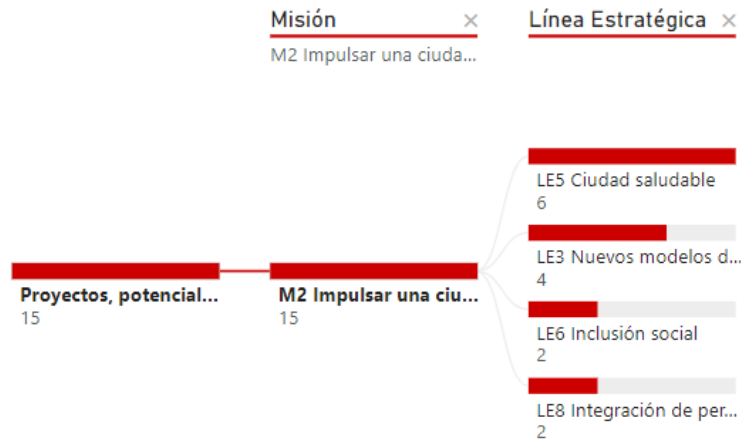 Misión ×
Línea Estratégica ×
M2 Impulsar una ciuda...
LE5 Ciudad saludable
6
LE3 Nuevos modelos d...
4
Proyectos, potencial...
15
M2 Impulsar una ciu...
15
LE6 Inclusión social
2
LE8 Integración de per...
2